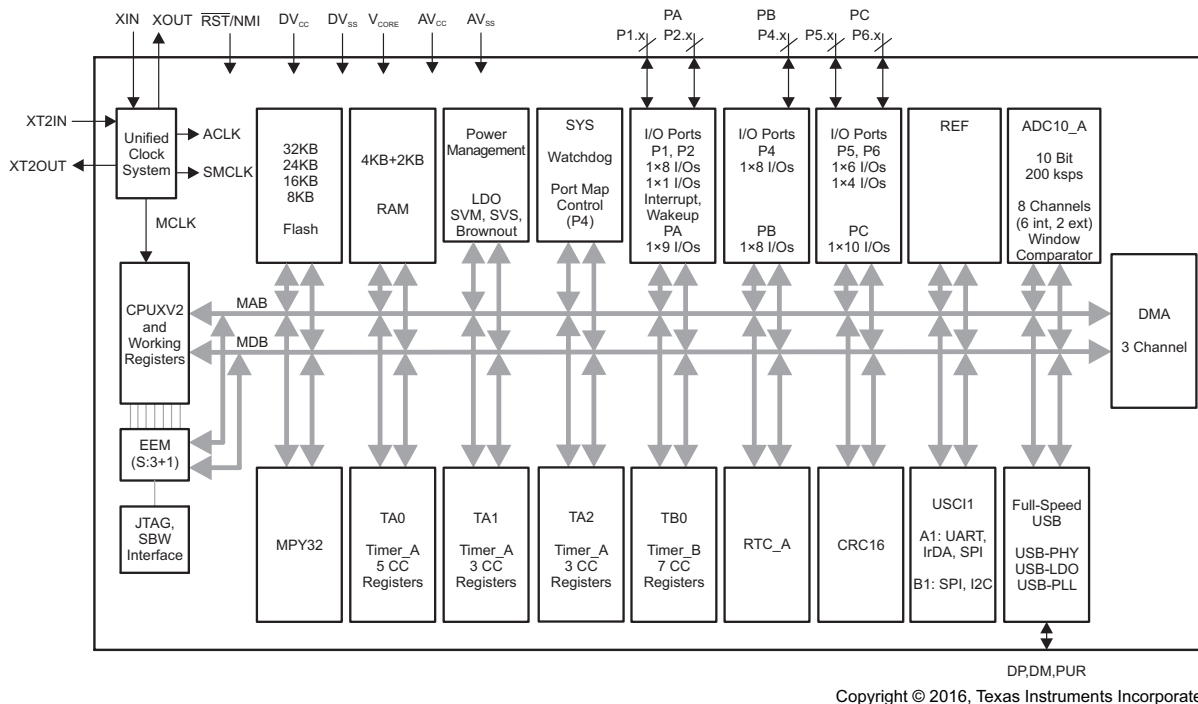 XIN
XOUT
RST/NMI
DVCC
DVSS
VCORE
AVCC
AVSS
PA
P1.x
P2.x
PB
P4.x
PC
P5.x
P6.x
XT2IN
XT2OUT
Unified
Clock
System
ACLK
SMCLK
MCLK
32KB
24KB
16KB
8KB
Flash
4KB+2KB
RAM
Power
Management
LDO
SVM, SVS,
Brownout
SYS
Watchdog
Port Map
Control
(P4)
I/O Ports
P1, P2
1×8 I/Os
1×1 I/Os
Interrupt,
Wakeup
PA
1×9 I/Os
I/O Ports
P4
1×8 I/Os
PB
1×8 I/Os
I/O Ports
P5, P6
1×6 I/Os
1×4 I/Os
PC
1×10 I/Os
REF
ADC10_A
10 Bit
200 ksps
8 Channels
(6 int, 2 ext)
Window
Comparator
CPUXV2
and
Working
Registers
MAB
MDB
DMA
3 Channel
EEM
(S:3+1)
JTAG,
SBW
Interface
MPY32
TA0
Timer_A
5 CC
Registers
TA1
Timer_A
3 CC
Registers
TA2
Timer_A
3 CC
Registers
TB0
Timer_B
7 CC
Registers
RTC_A
CRC16
USCI1
A1: UART,
IrDA, SPI
B1: SPI, I2C
Full-Speed
USB
USB-PHY
USB-LDO
USB-PLL
DP,DM,PUR
Copyright © 2016, Texas Instruments Incorporate